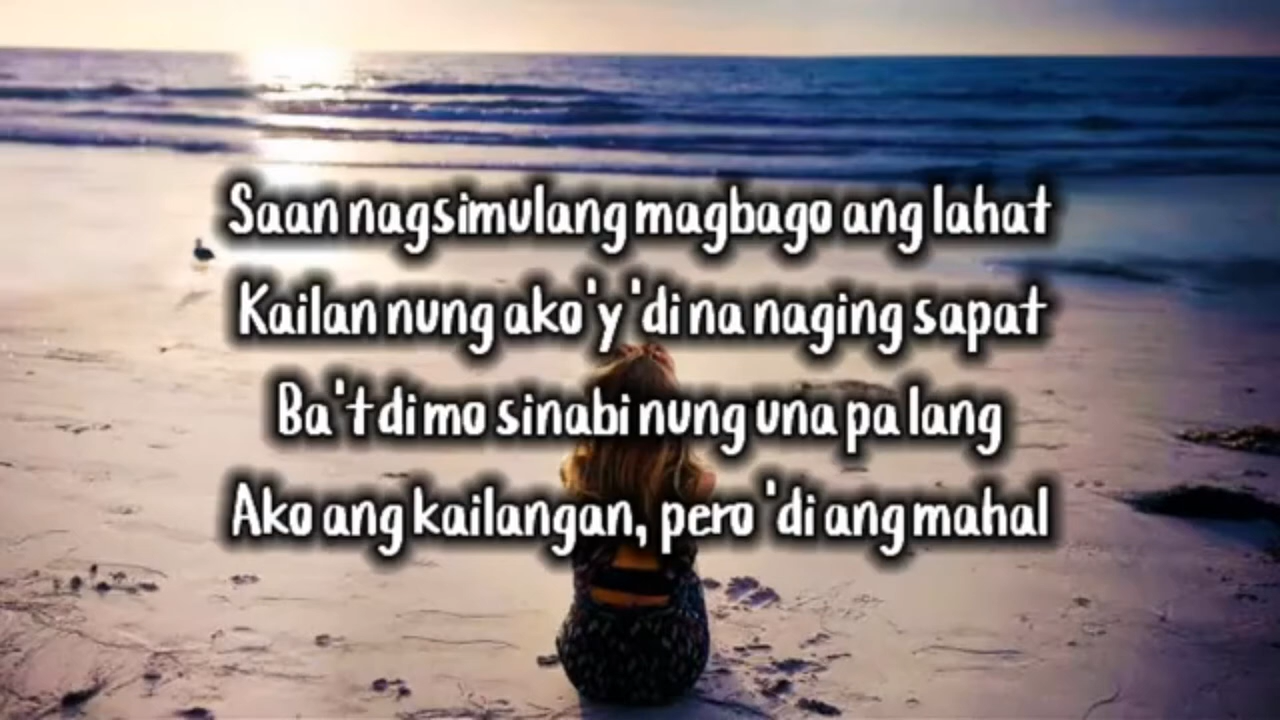 Saan nagsimulang magbago ang lahat
Kailan nung ako'y 'di na naging sapat
Ba't di mo sinabi nung una pa lang
Ako ang kailangan, pero 'di ang mahal